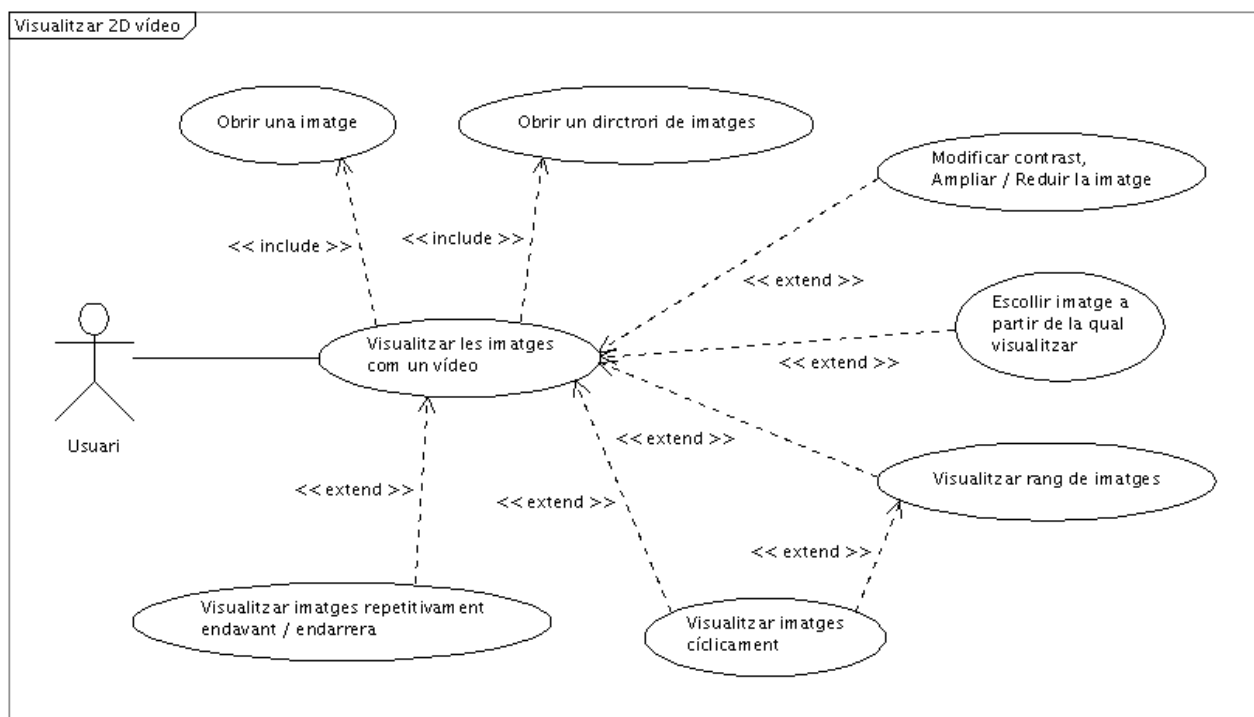 Visualitzar 2D vídeo
Obrir una imatge
Obrir un dirctrori de imatges
Modificar contrast,
Ampliar / Reduir la imatge
<< include >>
<< include >>
<< extend >>
Escollir imatge a
partir de la qual
visualitzar
Visualitzar les imatges
com un vídeo
<< extend >>
Usuari
<< extend >>
Visualitzar rang de imatges
<< extend >>
<< extend >>
<< extend >>
Visualitzar imatges repetitivament
endavant / endarrera
Visualitzar imatges
cíclicament